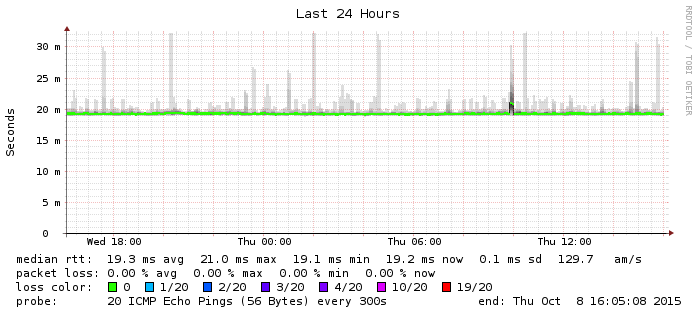 Last 24 Hours
RRDTOOL / TOBI OETIKER
Seconds
30 m
25 m
20 m
15 m
10 m
5 m
0
Wed 18:00 Thu 00:00 Thu 06:00 Thu 12:00
median rtt: 19.3 ms avg 21.0 ms max 19.1 ms min 19.2 ms now 0.1 ms sd 129.7 am/s
packet loss: 0.00 % avg 0.00 % max 0.00 % min 0.00 % now
loss color: 0 1/20 2/20 3/20 4/20 10/20 19/20
probe: 20 ICMP Echo Pings (56 Bytes) every 300s end: Thu Oct 8 16:05:08 2015